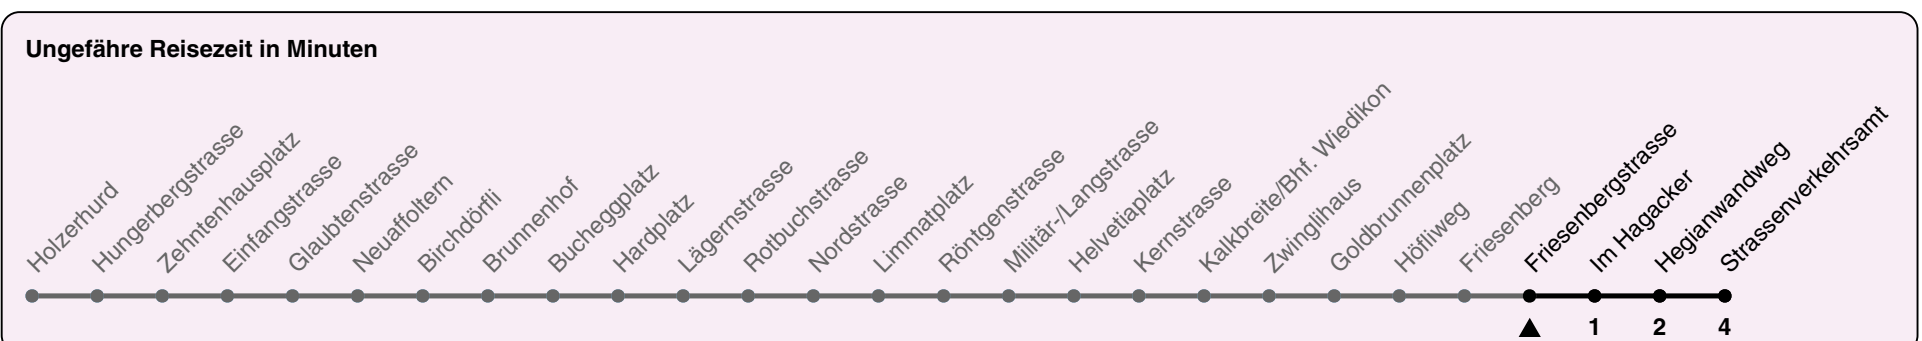 Ungefähre Reisezeit in Minuten
Holzerhurd
Hungerbergstrasse
Zehntenhausplatz
Einfangstrasse
Glaubtenstrasse
Neuaffoltern
Birchdörfli
Brunnenhof
Bucheggplatz
Hardplatz
Lägernstrasse
Rotbuchstrasse
Nordstrasse
Limmatplatz
Röntgenstrasse
Militär-/Langstrasse
Helvetiaplatz
Kernstrasse
Kalkbreite/Bhf. Wiedikon
Zwinglihaus
Goldbrunnenplatz
Höfliweg
Friesenberg
Friesenbergstrasse
Im Hagacker
Hegianwandweg
Strassenverkehrsamt
1 2 4